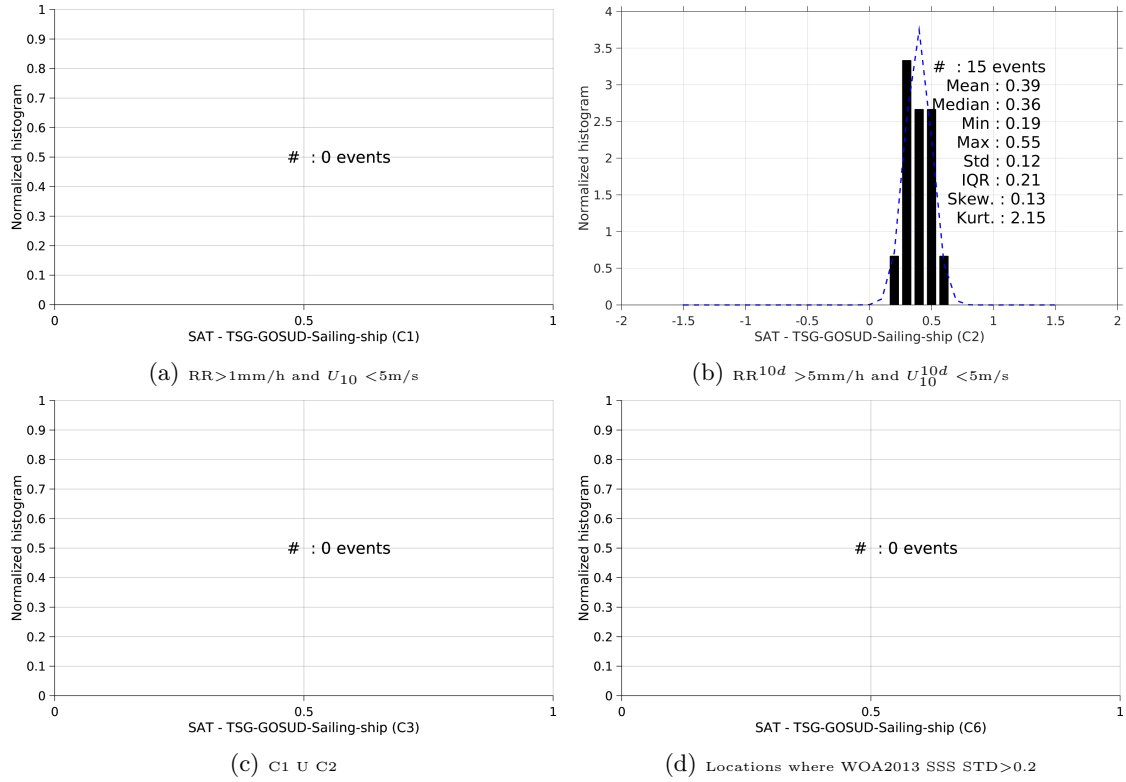 1
0.9
0.8
0.7
0.6
0.5
0.4
0.3
0.2
0.1
0
Normalized histogram
# : 0 events
0 0.5 1
SAT - TSG-GOSUD-Sailing-ship (C1)
(a) RR>1mm/h and U10 <5m/s
4
3.5
3
2.5
2
1.5
1
0.5
0
Normalized histogram
# : 15 events
Mean : 0.39
Median : 0.36
Min : 0.19
Max : 0.55
Std : 0.12
IQR : 0.21
Skew. : 0.13
Kurt. : 2.15
-2 -1.5 -1 -0.5 0 0.5 1 1.5 2
SAT - TSG-GOSUD-Sailing-ship (C2)
(b) RR^10d >5mm/h and U_10^10d <5m/s
1
0.9
0.8
0.7
0.6
0.5
0.4
0.3
0.2
0.1
0
Normalized histogram
# : 0 events
0 0.5 1
SAT - TSG-GOSUD-Sailing-ship (C3)
(c) C1 U C2
1
0.9
0.8
0.7
0.6
0.5
0.4
0.3
0.2
0.1
0
Normalized histogram
# : 0 events
0 0.5 1
SAT - TSG-GOSUD-Sailing-ship (C6)
(d) Locations where WOA2013 SSS STD>0.2